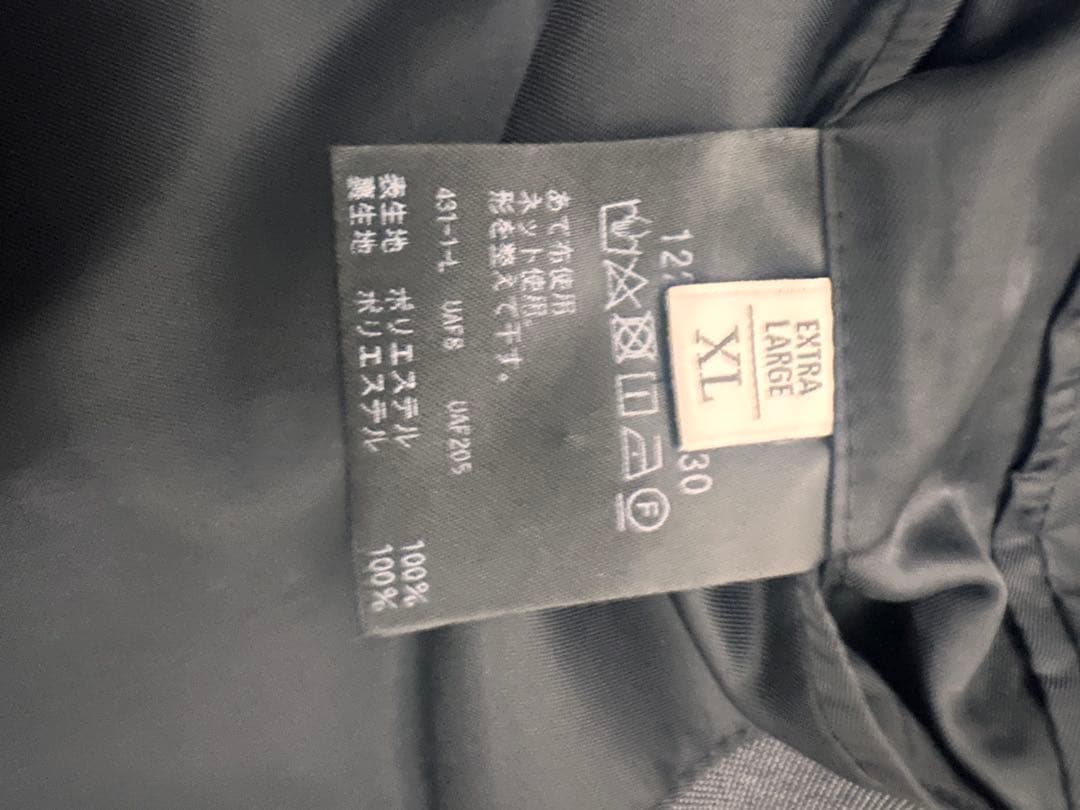 EXTRA
LARGE
XL
30
F
あて布使用
ネット使用。
形を整えて干す。
431-1-L UAF8 UAF205
表生地 ポリエステル 100%
裏生地 ポリエステル 100%